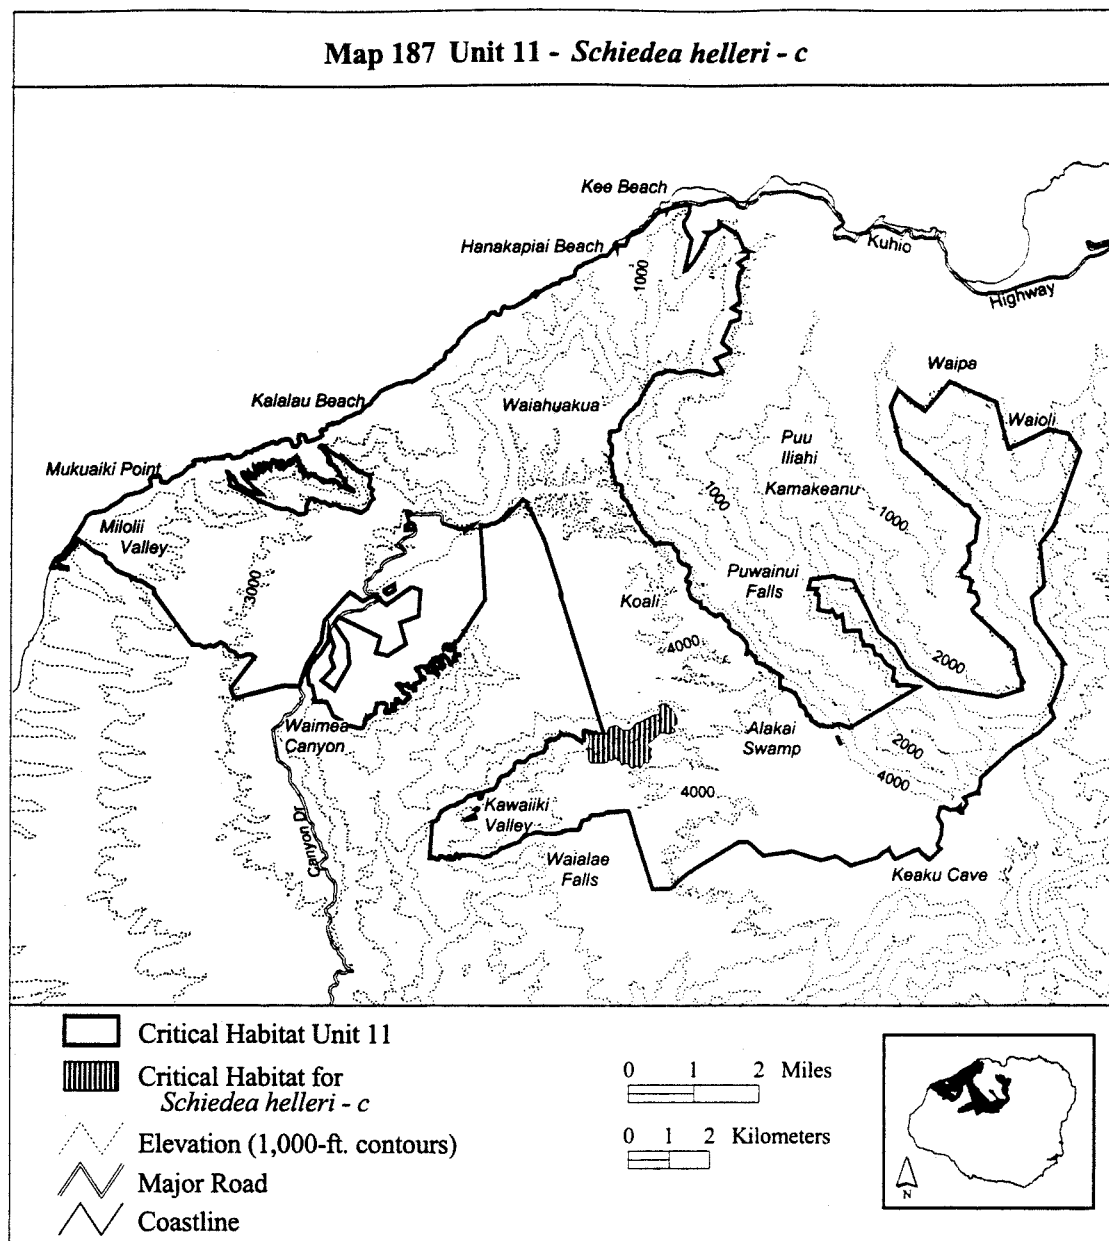 Map 187 Unit 11 - Schiedea helleri - c
Kee Beach
Hanakapiai Beach
Kuhio
Highway
1000
Waipa
Kalalau Beach
Waiahuakua
Waioli
Mukuaiki Point
Puu
Iliahi
Kamakeanu
1000
1000
Milolii
Valley
3000
Puwainui
Falls
Koali
4000
2000
Waimea
Canyon
Alakai
Swamp
2000
4000
4000
Kawaiiki
Valley
Canyon Dr
Waialae
Falls
Keaku Cave
Critical Habitat Unit 11
Critical Habitat for
Schiedea helleri - c
Elevation (1,000-ft. contours)
Major Road
Coastline
0 1 2 Miles
0 1 2 Kilometers
N